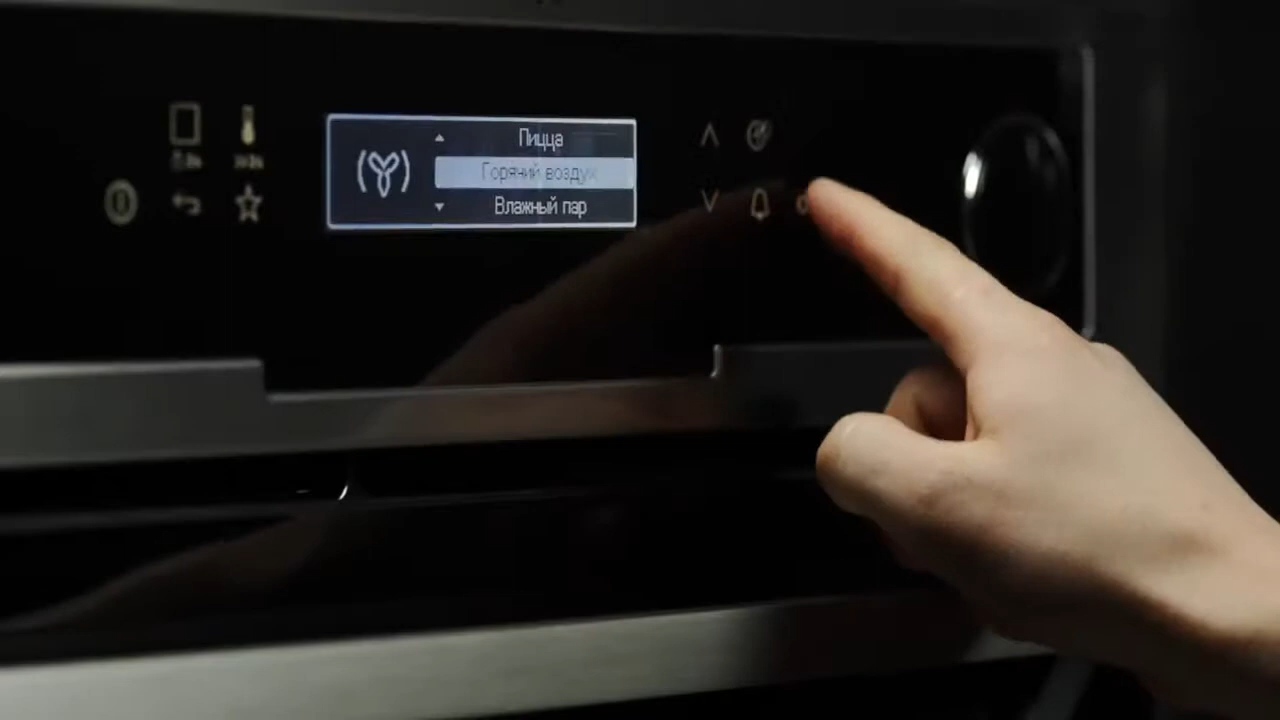 Пицца
Горячий воздух
Влажный пар